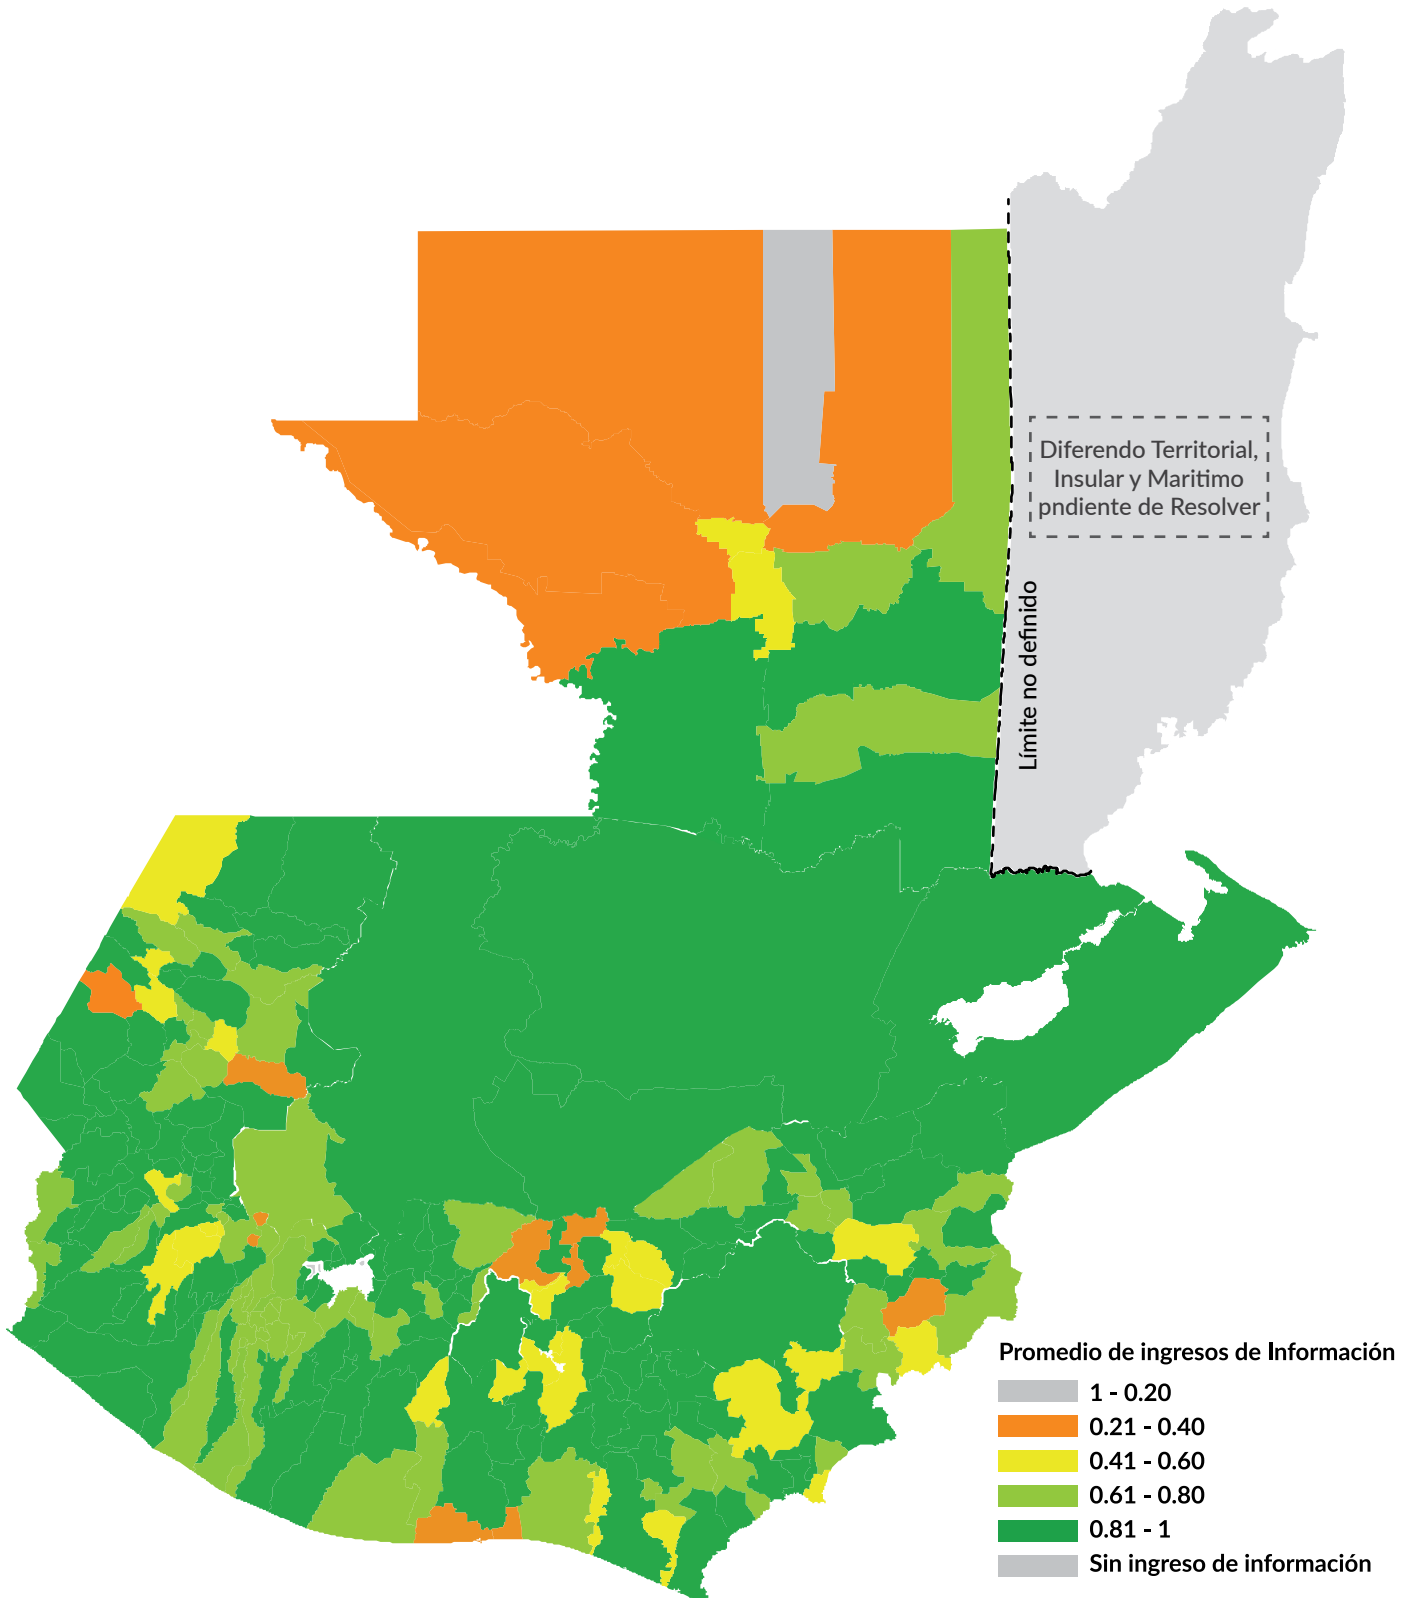 Diferendo Territorial,
Insular y Maritimo
pndiente de Resolver
Límite no definido
Promedio de ingresos de Información
1 - 0.20
0.21 - 0.40
0.41 - 0.60
0.61 - 0.80
0.81 - 1
Sin ingreso de información